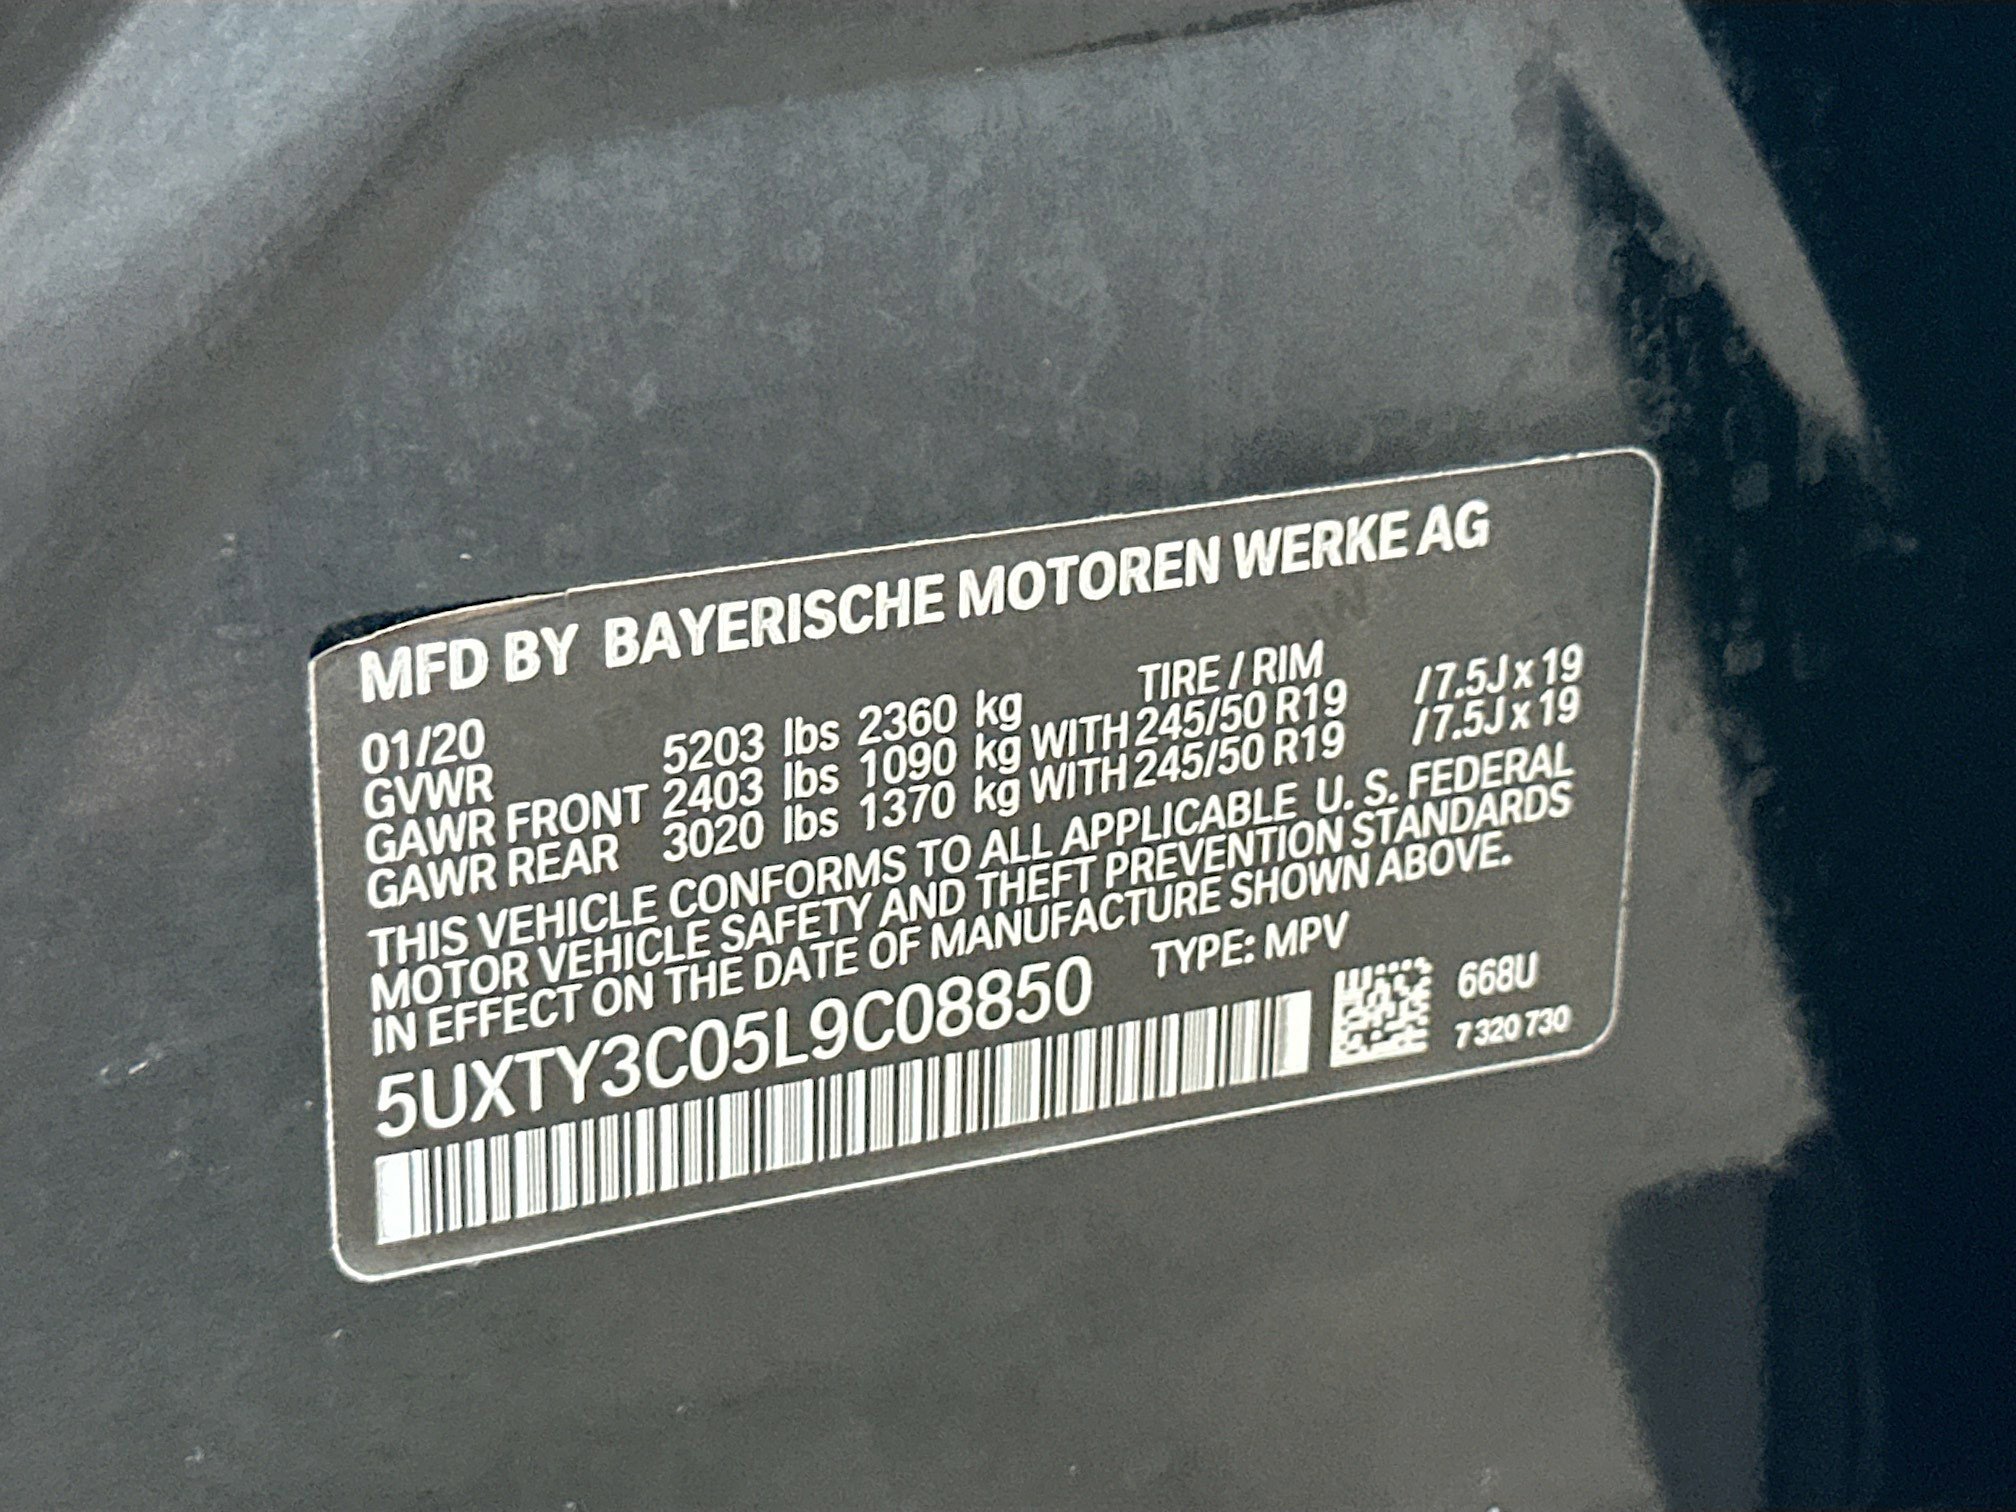 MFD BY BAYERISCHE MOTOREN WERKE AG
TIRE / RIM
01/20
GVWR 5203 lbs 2360 kg
GAWR FRONT 2403 lbs 1090 kg WITH 245/50 R19 /7.5J x 19
GAWR REAR 3020 lbs 1370 kg WITH 245/50 R19 /7.5J x 19
THIS VEHICLE CONFORMS TO ALL APPLICABLE U. S. FEDERAL
MOTOR VEHICLE SAFETY AND THEFT PREVENTION STANDARDS
IN EFFECT ON THE DATE OF MANUFACTURE SHOWN ABOVE.
5UXTY3C05L9C08850 TYPE: MPV
668U
7 320 730